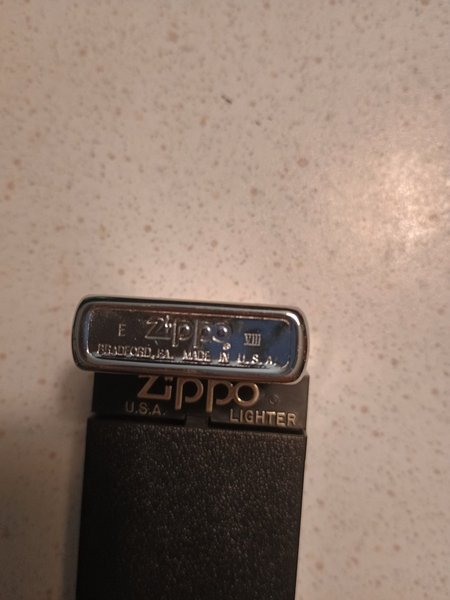 E Zippo ® VIII
BRADFORD, PA. MADE IN U.S.A.
Zippo ®
U.S.A. LIGHTER